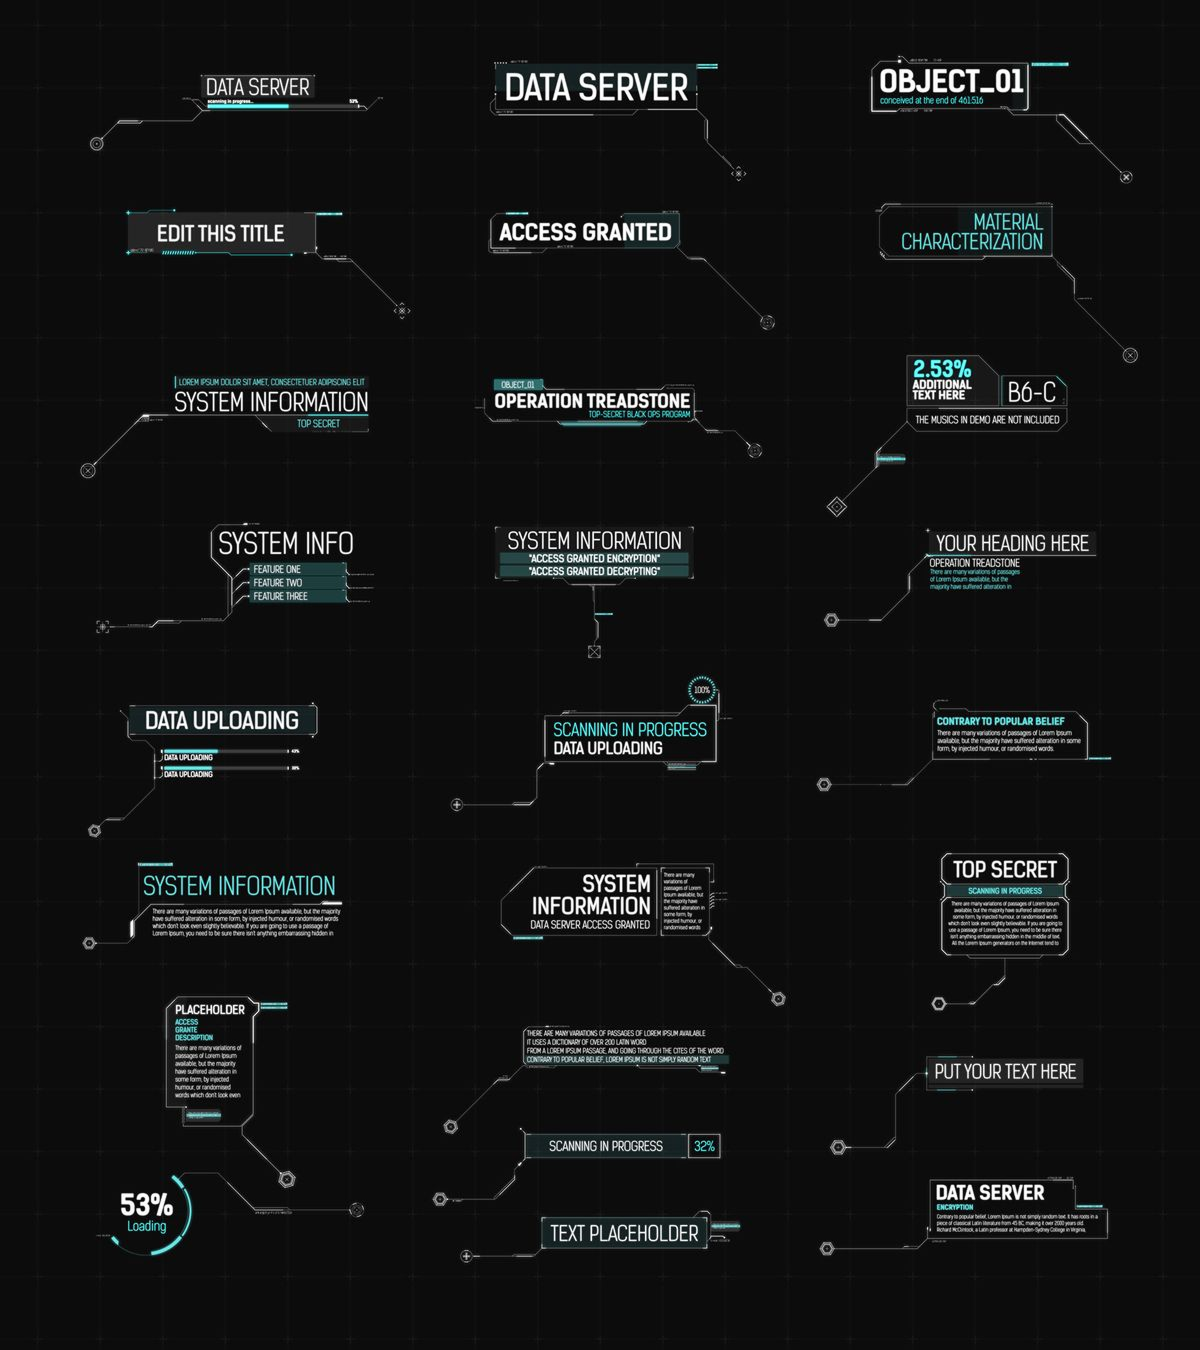 DATA SERVER
scanning in progress...
53%
DATA SERVER
OBJECT_01
conceived at the end of 461.516
EDIT THIS TITLE
ACCESS GRANTED
MATERIAL
CHARACTERIZATION
LOREM IPSUM DOLOR SIT AMET, CONSECTETUER ADIPISCING ELIT
SYSTEM INFORMATION
TOP SECRET
OBJECT_01
OPERATION TREADSTONE
TOP-SECRET BLACK OPS PROGRAM
2.53%
ADDITIONAL
TEXT HERE
B6-C
THE MUSICS IN DEMO ARE NOT INCLUDED
SYSTEM INFO
FEATURE ONE
FEATURE TWO
FEATURE THREE
SYSTEM INFORMATION
"ACCESS GRANTED ENCRYPTION"
"ACCESS GRANTED DECRYPTING"
YOUR HEADING HERE
OPERATION TREADSTONE
There are many variations of passages
of Lorem Ipsum available, but the
majority have suffered alteration in
DATA UPLOADING
43%
DATA UPLOADING
DATA UPLOADING
100%
SCANNING IN PROGRESS
DATA UPLOADING
CONTRARY TO POPULAR BELIEF
There are many variations of passages of Lorem Ipsum
available, but the majority have suffered alteration in some
form, by injected humour, or randomised words.
SYSTEM INFORMATION
There are many variations of passages of Lorem Ipsum available, but the majority
have suffered alteration in some form, by injected humour, or randomised words
which don't look even slightly believable. If you are going to use a passage of
Lorem Ipsum, you need to be sure there isn't anything embarrassing hidden in
SYSTEM
INFORMATION
DATA SERVER ACCESS GRANTED
There are many
variations of
passages of Lorem
Ipsum available, but
the majority have
suffered alteration in
some form, by
injected humour, or
randomised words
TOP SECRET
SCANNING IN PROGRESS
There are many variations of passages of Lorem
Ipsum available, but the majority have suffered
alteration in some form, by injected
humour, or randomised words
which don't look even slightly believable. If you are going to
use a passage of Lorem Ipsum, you need to be sure there
isn't anything embarrassing hidden in the middle of text.
All the Lorem Ipsum generators on the Internet tend to
PLACEHOLDER
ACCESS
GRANTE
DESCRIPTION
There are many variations of
passages of Lorem Ipsum
available, but the majority
have suffered alteration in
some form, by injected
humour, or randomised
words which don't look even
THERE ARE MANY VARIATIONS OF PASSAGES OF LOREM IPSUM AVAILABLE
IT USES A DICTIONARY OF OVER 200 LATIN WORD
FROM A LOREM IPSUM PASSAGE, AND GOING THROUGH THE CITES OF THE WORD
CONTRARY TO POPULAR BELIEF, LOREM IPSUM IS NOT SIMPLY RANDOM TEXT
PUT YOUR TEXT HERE
SCANNING IN PROGRESS
32%
53%
Loading
TEXT PLACEHOLDER
DATA SERVER
ENCRYPTION
Contrary to popular belief, Lorem Ipsum is not simply random text. It has roots in a
piece of classical Latin literature from 45 BC, making it over 2000 years old.
Richard McClintock, a Latin professor at Hampden-Sydney College in Virginia,